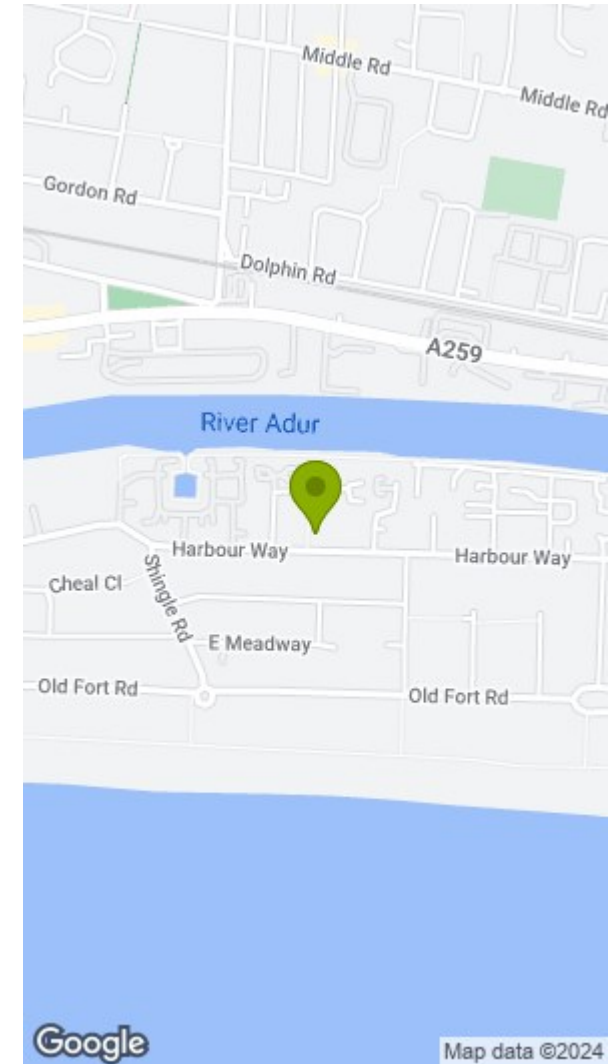 Middle Rd
Middle Rd
Gordon Rd
Dolphin Rd
A259
River Adur
Harbour Way
Harbour Way
Cheal Cl
Shingle Rd
E Meadway
Old Fort Rd
Old Fort Rd
Google
Map data ©2024